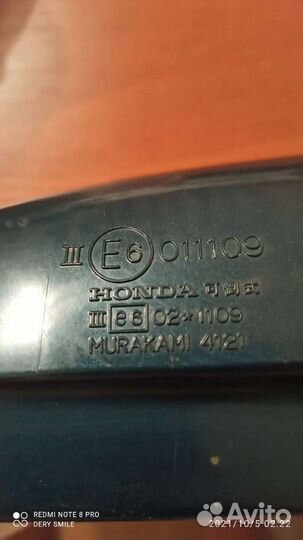 III E6 011109
HONDA 可倒式
III e6 02*1109
MURAKAMI 4121
REDMI NOTE 8 PRO
DERY SMILE
2021/10/5 02:22
Avito